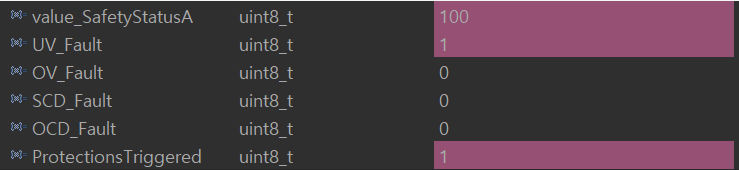 value_SafetyStatusA uint8_t 100
UV_Fault uint8_t 1
OV_Fault uint8_t 0
SCD_Fault uint8_t 0
OCD_Fault uint8_t 0
ProtectionsTriggered uint8_t 1